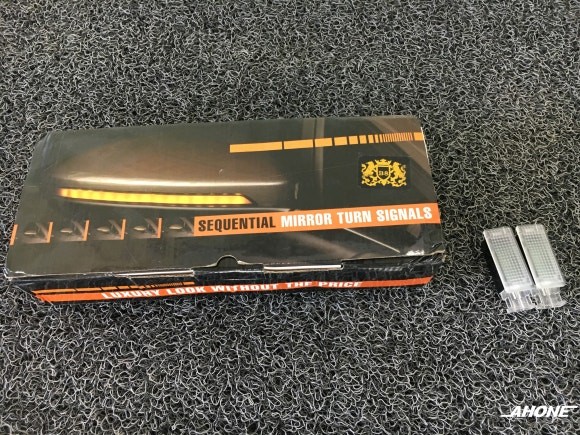 SEQUENTIAL MIRROR TURN SIGNALS
LUXURY LOOK WITHOUT THE PRICE
AHONE